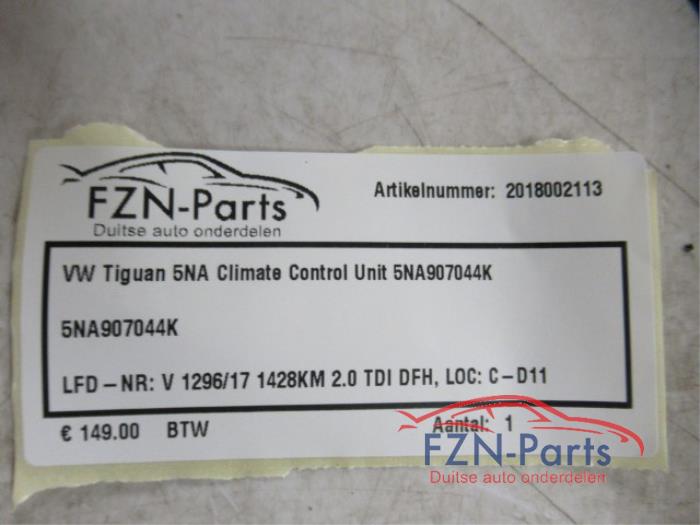 FZN-Parts
Duitse auto onderdelen
Artikelnummer: 2018002113
VW Tiguan 5NA Climate Control Unit 5NA907044K
5NA907044K
LFD-NR: V 1296/17 1428KM 2.0 TDI DFH, LOC: C-D11
€ 149.00 BTW
Aantal: 1
FZN-Parts
Duitse auto onderdelen